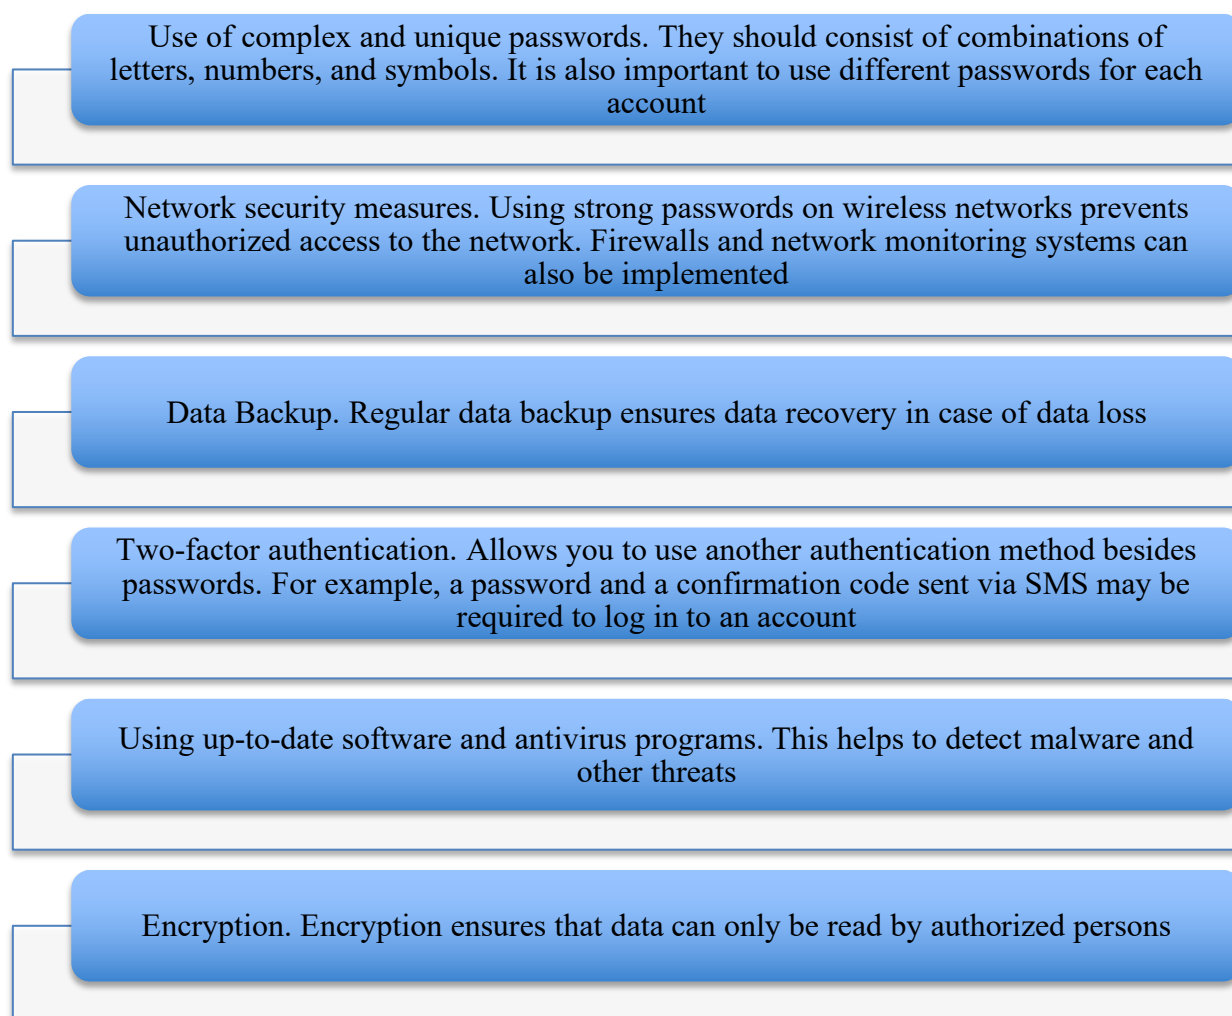 Use of complex and unique passwords. They should consist of combinations of
letters, numbers, and symbols. It is also important to use different passwords for each
account
Network security measures. Using strong passwords on wireless networks prevents
unauthorized access to the network. Firewalls and network monitoring systems can
also be implemented
Data Backup. Regular data backup ensures data recovery in case of data loss
Two-factor authentication. Allows you to use another authentication method besides
passwords. For example, a password and a confirmation code sent via SMS may be
required to log in to an account
Using up-to-date software and antivirus programs. This helps to detect malware and
other threats
Encryption. Encryption ensures that data can only be read by authorized persons